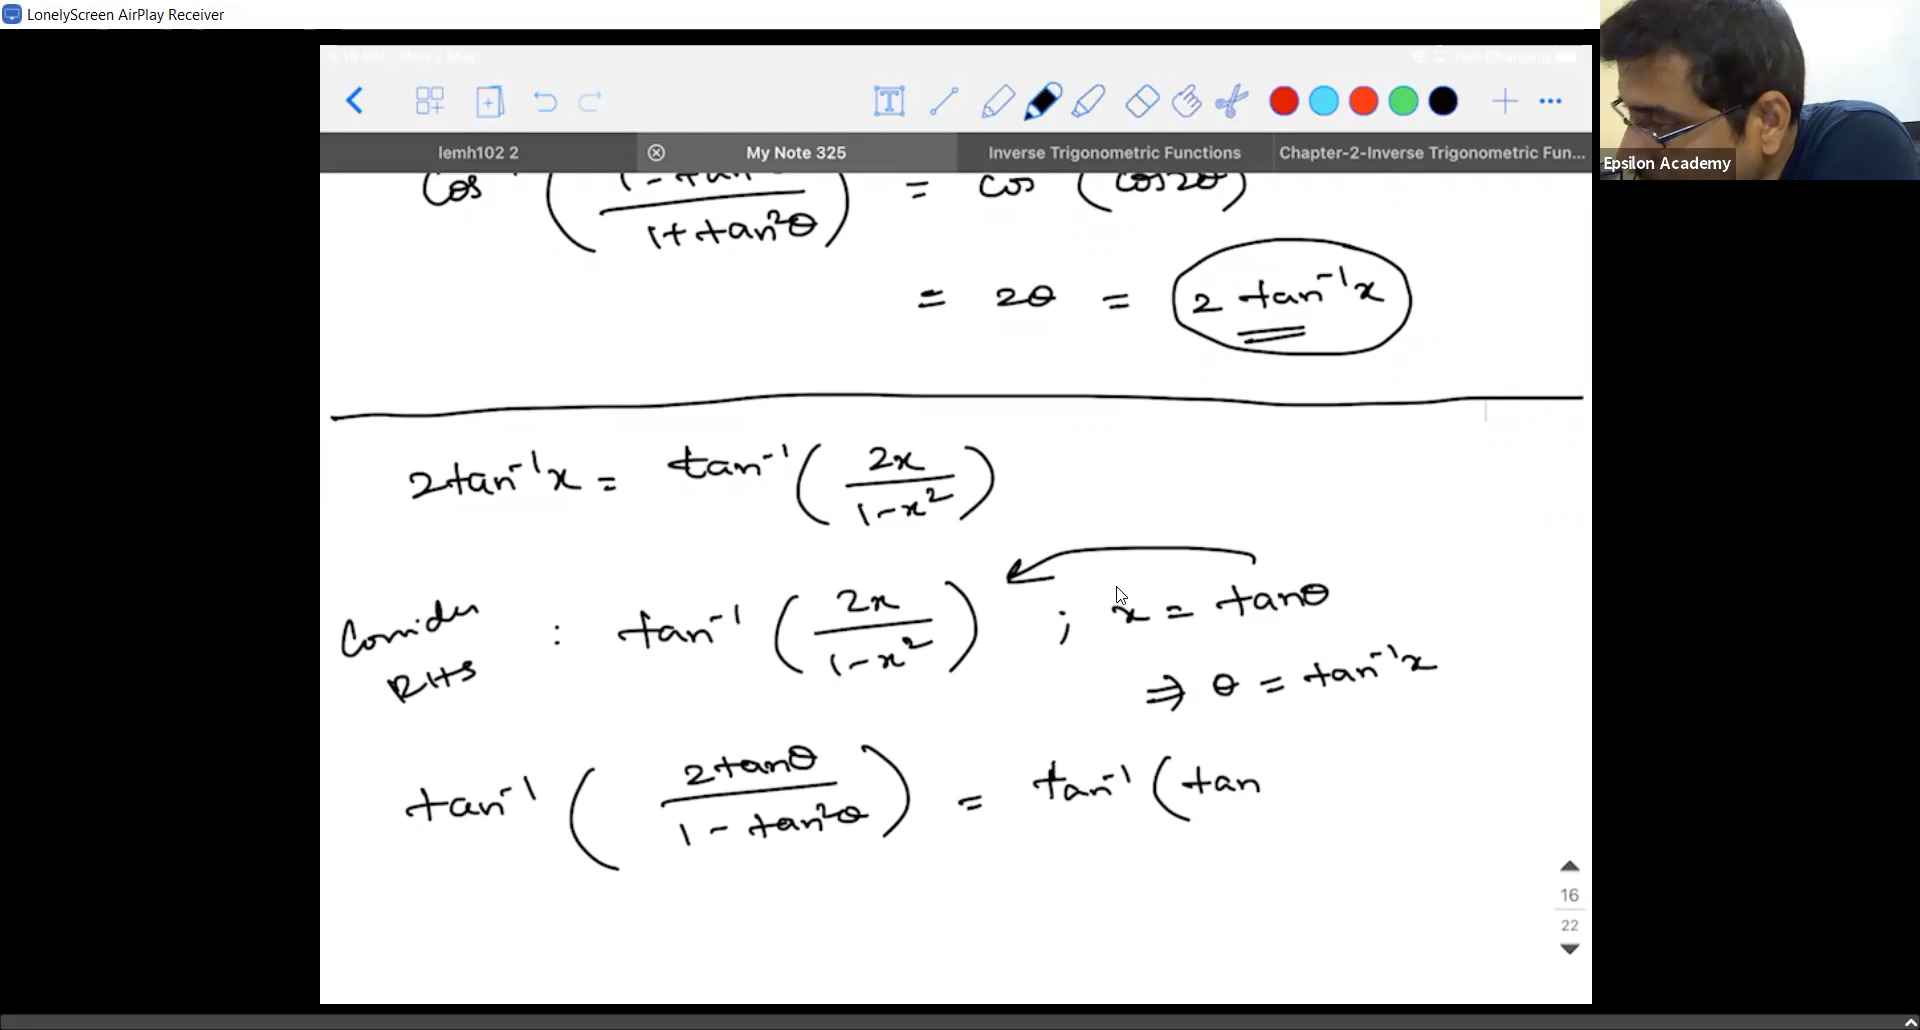 LonelyScreen AirPlay Receiver
Epsilon Academy
lemh102 2
My Note 325
Inverse Trigonometric Functions
Chapter-2-Inverse Trigonometric Fun...
Cos ( 1 - tan / 1 + tan²θ ) = cos (cos2θ)
= 2θ = 2 tan⁻¹x
2tan⁻¹x = tan⁻¹ ( 2x / 1-x² )
Consider RHS : tan⁻¹ ( 2x / 1-x² ) ; x = tanθ
⇒ θ = tan⁻¹x
tan⁻¹ ( 2tanθ / 1 - tan²θ ) = tan⁻¹ ( tan
16
22